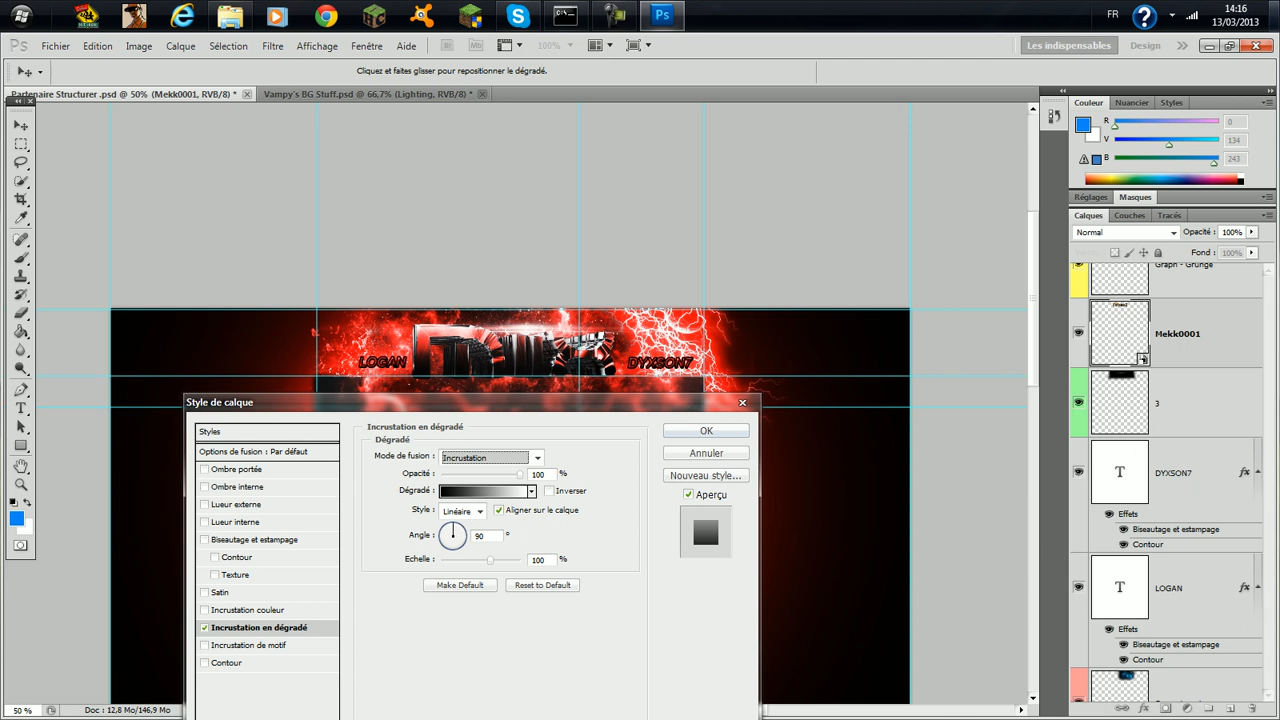 FR
14:16
13/03/2013
Ps
Ps
Fichier
Edition
Image
Calque
Sélection
Filtre
Affichage
Fenêtre
Aide
Br
Mb
100%
Les indispensables
Design
Cliquez et faites glisser pour repositionner le dégradé.
Partenaire Structurer .psd @ 50% (Mekk0001, RVB/8) *
Vampy's BG Stuff.psd @ 66,7% (Lighting, RVB/8) *
Couleur
Nuancier
Styles
R
0
V
134
B
243
Réglages
Masques
Calques
Couches
Tracés
Normal
Opacité :
100%
Fond :
100%
Graph - Grunge
Mekk0001
3
T
DYXSON7
fx
Effets
Biseautage et estampage
Contour
T
LOGAN
fx
Effets
Biseautage et estampage
Contour
LOGAN
DYXSON7
Style de calque
Styles
Options de fusion : Par défaut
Ombre portée
Ombre interne
Lueur externe
Lueur interne
Biseautage et estampage
Contour
Texture
Satin
Incrustation couleur
Incrustation en dégradé
Incrustation de motif
Contour
Incrustation en dégradé
Dégradé
Mode de fusion :
Incrustation
Opacité :
100
%
Dégradé :
Inverser
Style :
Linéaire
Aligner sur le calque
Angle :
90
°
Echelle :
100
%
Make Default
Reset to Default
OK
Annuler
Nouveau style...
Aperçu
50 %
Doc : 12,8 Mo/146,9 Mo